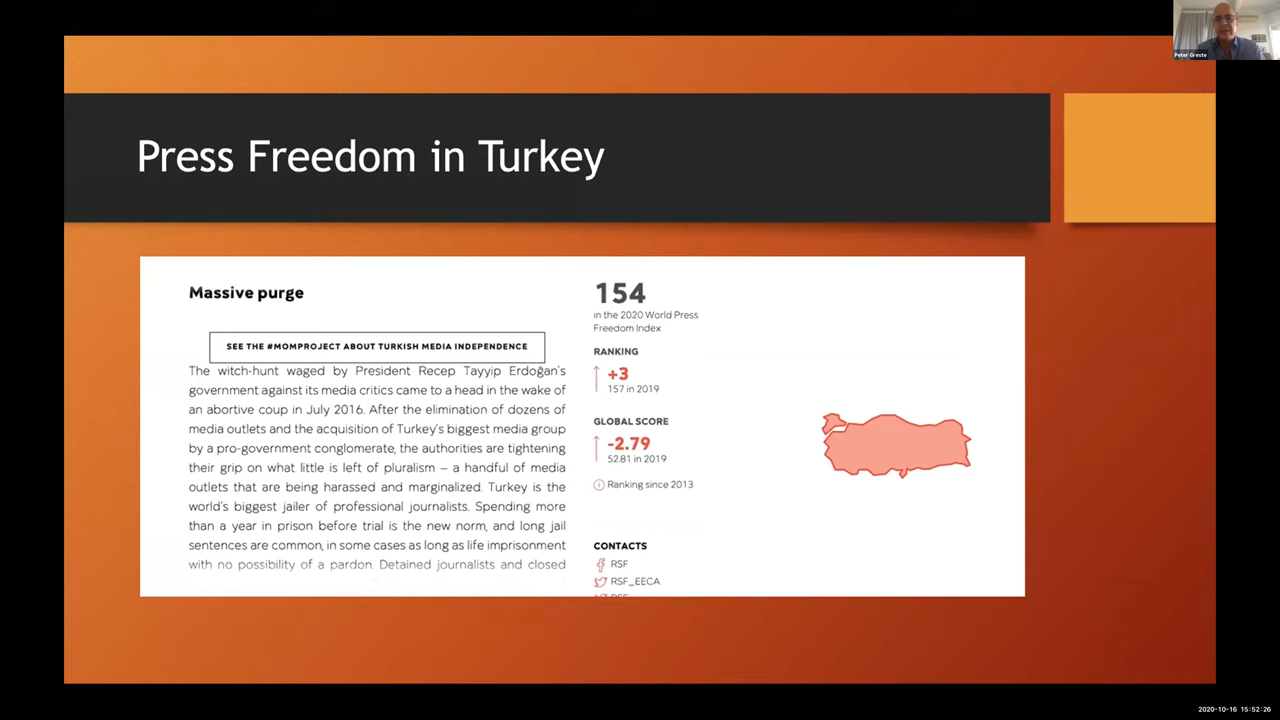 Peter Greste
Press Freedom in Turkey
Massive purge
SEE THE #MOMPROJECT ABOUT TURKISH MEDIA INDEPENDENCE
The witch-hunt waged by President Recep Tayyip Erdoğan's
government against its media critics came to a head in the wake of
an abortive coup in July 2016. After the elimination of dozens of
media outlets and the acquisition of Turkey's biggest media group
by a pro-government conglomerate, the authorities are tightening
their grip on what little is left of pluralism – a handful of media
outlets that are being harassed and marginalized. Turkey is the
world's biggest jailer of professional journalists. Spending more
than a year in prison before trial is the new norm, and long jail
sentences are common, in some cases as long as life imprisonment
with no possibility of a pardon. Detained journalists and closed
154
in the 2020 World Press
Freedom Index
RANKING
+3
157 in 2019
GLOBAL SCORE
-2.79
52.81 in 2019
Ranking since 2013
CONTACTS
RSF
RSF_EECA
2020-10-16 15:52:26